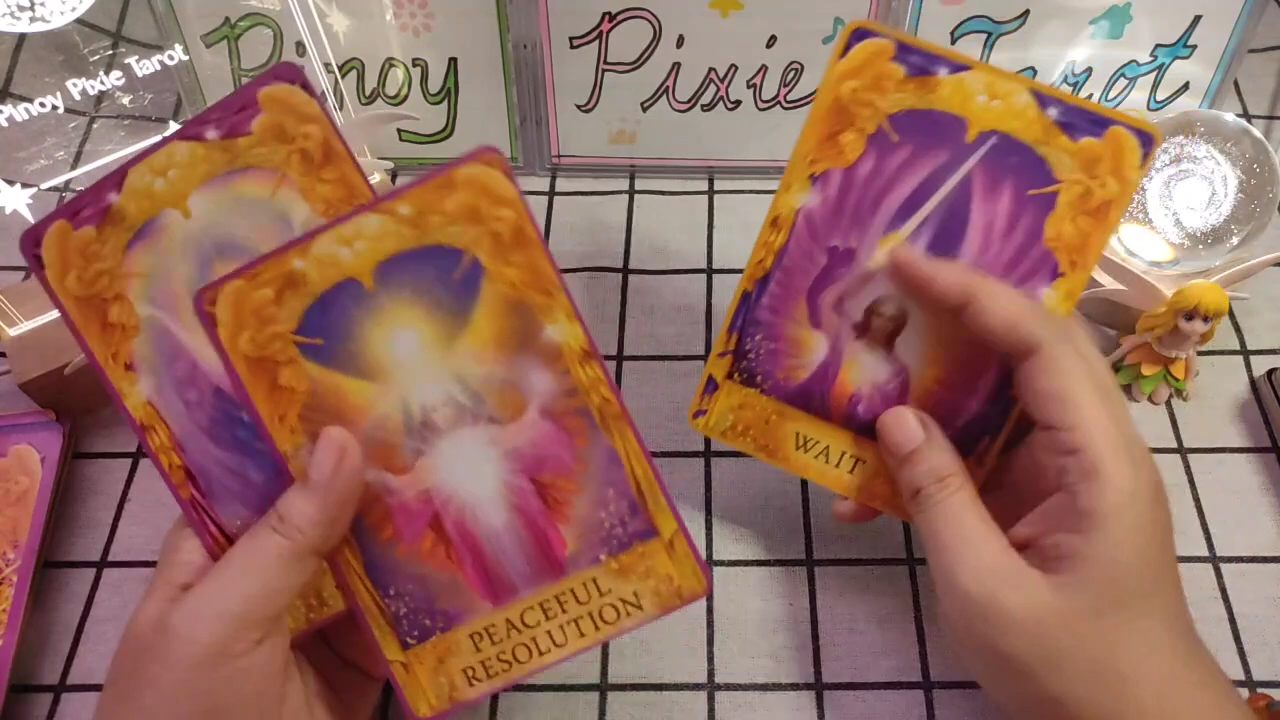 Pinoy Pixie Tarot
Pinoy Pixie Tarot
WAIT
PEACEFUL
RESOLUTION